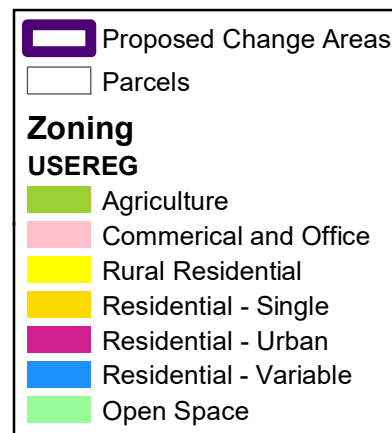 Proposed Change Areas
Parcels
Zoning
USEREG
Agriculture
Commerical and Office
Rural Residential
Residential - Single
Residential - Urban
Residential - Variable
Open Space